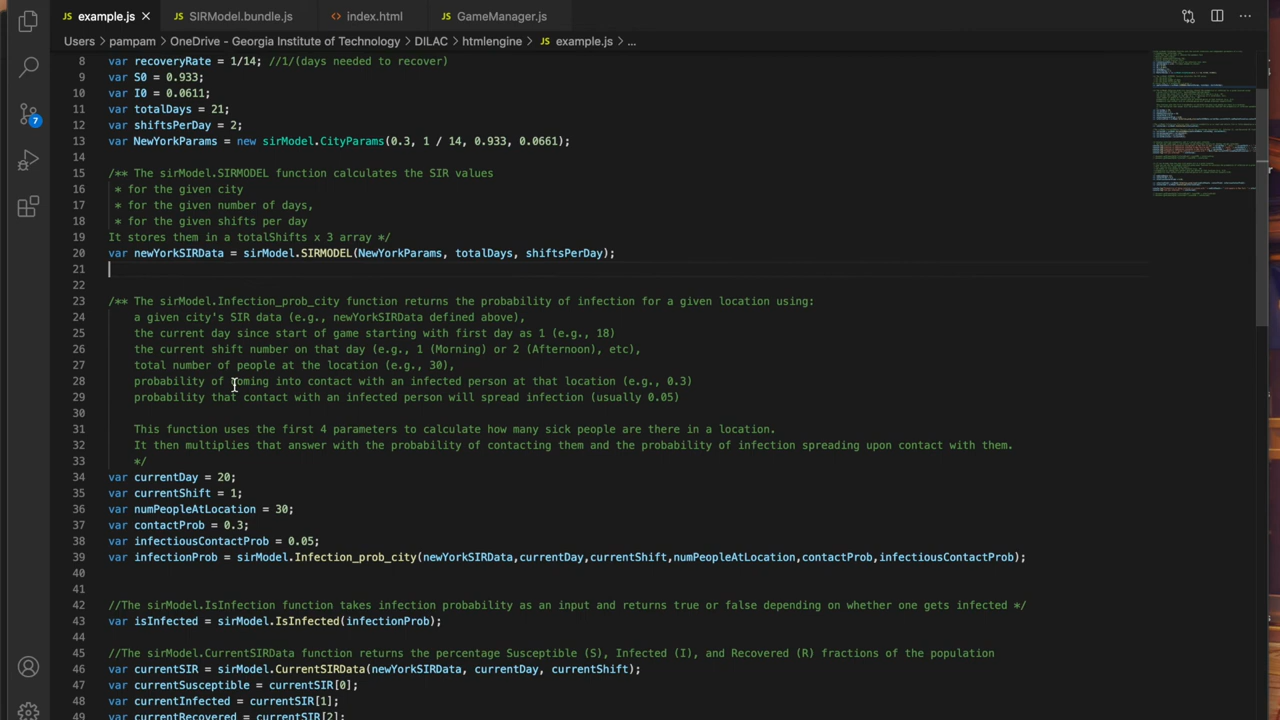 example.js
SIRModel.bundle.js
index.html
GameManager.js
Users > pampam > OneDrive - Georgia Institute of Technology > DILAC > htmlengine > example.js > ...
7
8 var recoveryRate = 1/14; //1/(days needed to recover)
9 var S0 = 0.933;
10 var I0 = 0.0611;
11 var totalDays = 21;
12 var shiftsPerDay = 2;
13 var NewYorkParams = new sirModel.CityParams(0.3, 1 / 14, 0.933, 0.0661);
14
15 /** The sirModel.SIRMODEL function calculates the SIR values
16 * for the given city
17 * for the given number of days,
18 * for the given shifts per day
19 It stores them in a totalShifts x 3 array */
20 var newYorkSIRData = sirModel.SIRMODEL(NewYorkParams, totalDays, shiftsPerDay);
21
22
23 /** The sirModel.Infection_prob_city function returns the probability of infection for a given location using:
24 a given city's SIR data (e.g., newYorkSIRData defined above),
25 the current day since start of game starting with first day as 1 (e.g., 18)
26 the current shift number on that day (e.g., 1 (Morning) or 2 (Afternoon), etc),
27 total number of people at the location (e.g., 30),
28 probability of coming into contact with an infected person at that location (e.g., 0.3)
29 probability that contact with an infected person will spread infection (usually 0.05)
30
31 This function uses the first 4 parameters to calculate how many sick people are there in a location.
32 It then multiplies that answer with the probability of contacting them and the probability of infection spreading upon contact with them.
33 */
34 var currentDay = 20;
35 var currentShift = 1;
36 var numPeopleAtLocation = 30;
37 var contactProb = 0.3;
38 var infectiousContactProb = 0.05;
39 var infectionProb = sirModel.Infection_prob_city(newYorkSIRData,currentDay,currentShift,numPeopleAtLocation,contactProb,infectiousContactProb);
40
41
42 //The sirModel.IsInfection function takes infection probability as an input and returns true or false depending on whether one gets infected */
43 var isInfected = sirModel.IsInfected(infectionProb);
44
45 //The sirModel.CurrentSIRData function returns the percentage Susceptible (S), Infected (I), and Recovered (R) fractions of the population
46 var currentSIR = sirModel.CurrentSIRData(newYorkSIRData, currentDay, currentShift);
47 var currentSusceptible = currentSIR[0];
48 var currentInfected = currentSIR[1];
49 var currentRecovered = currentSIR[2];